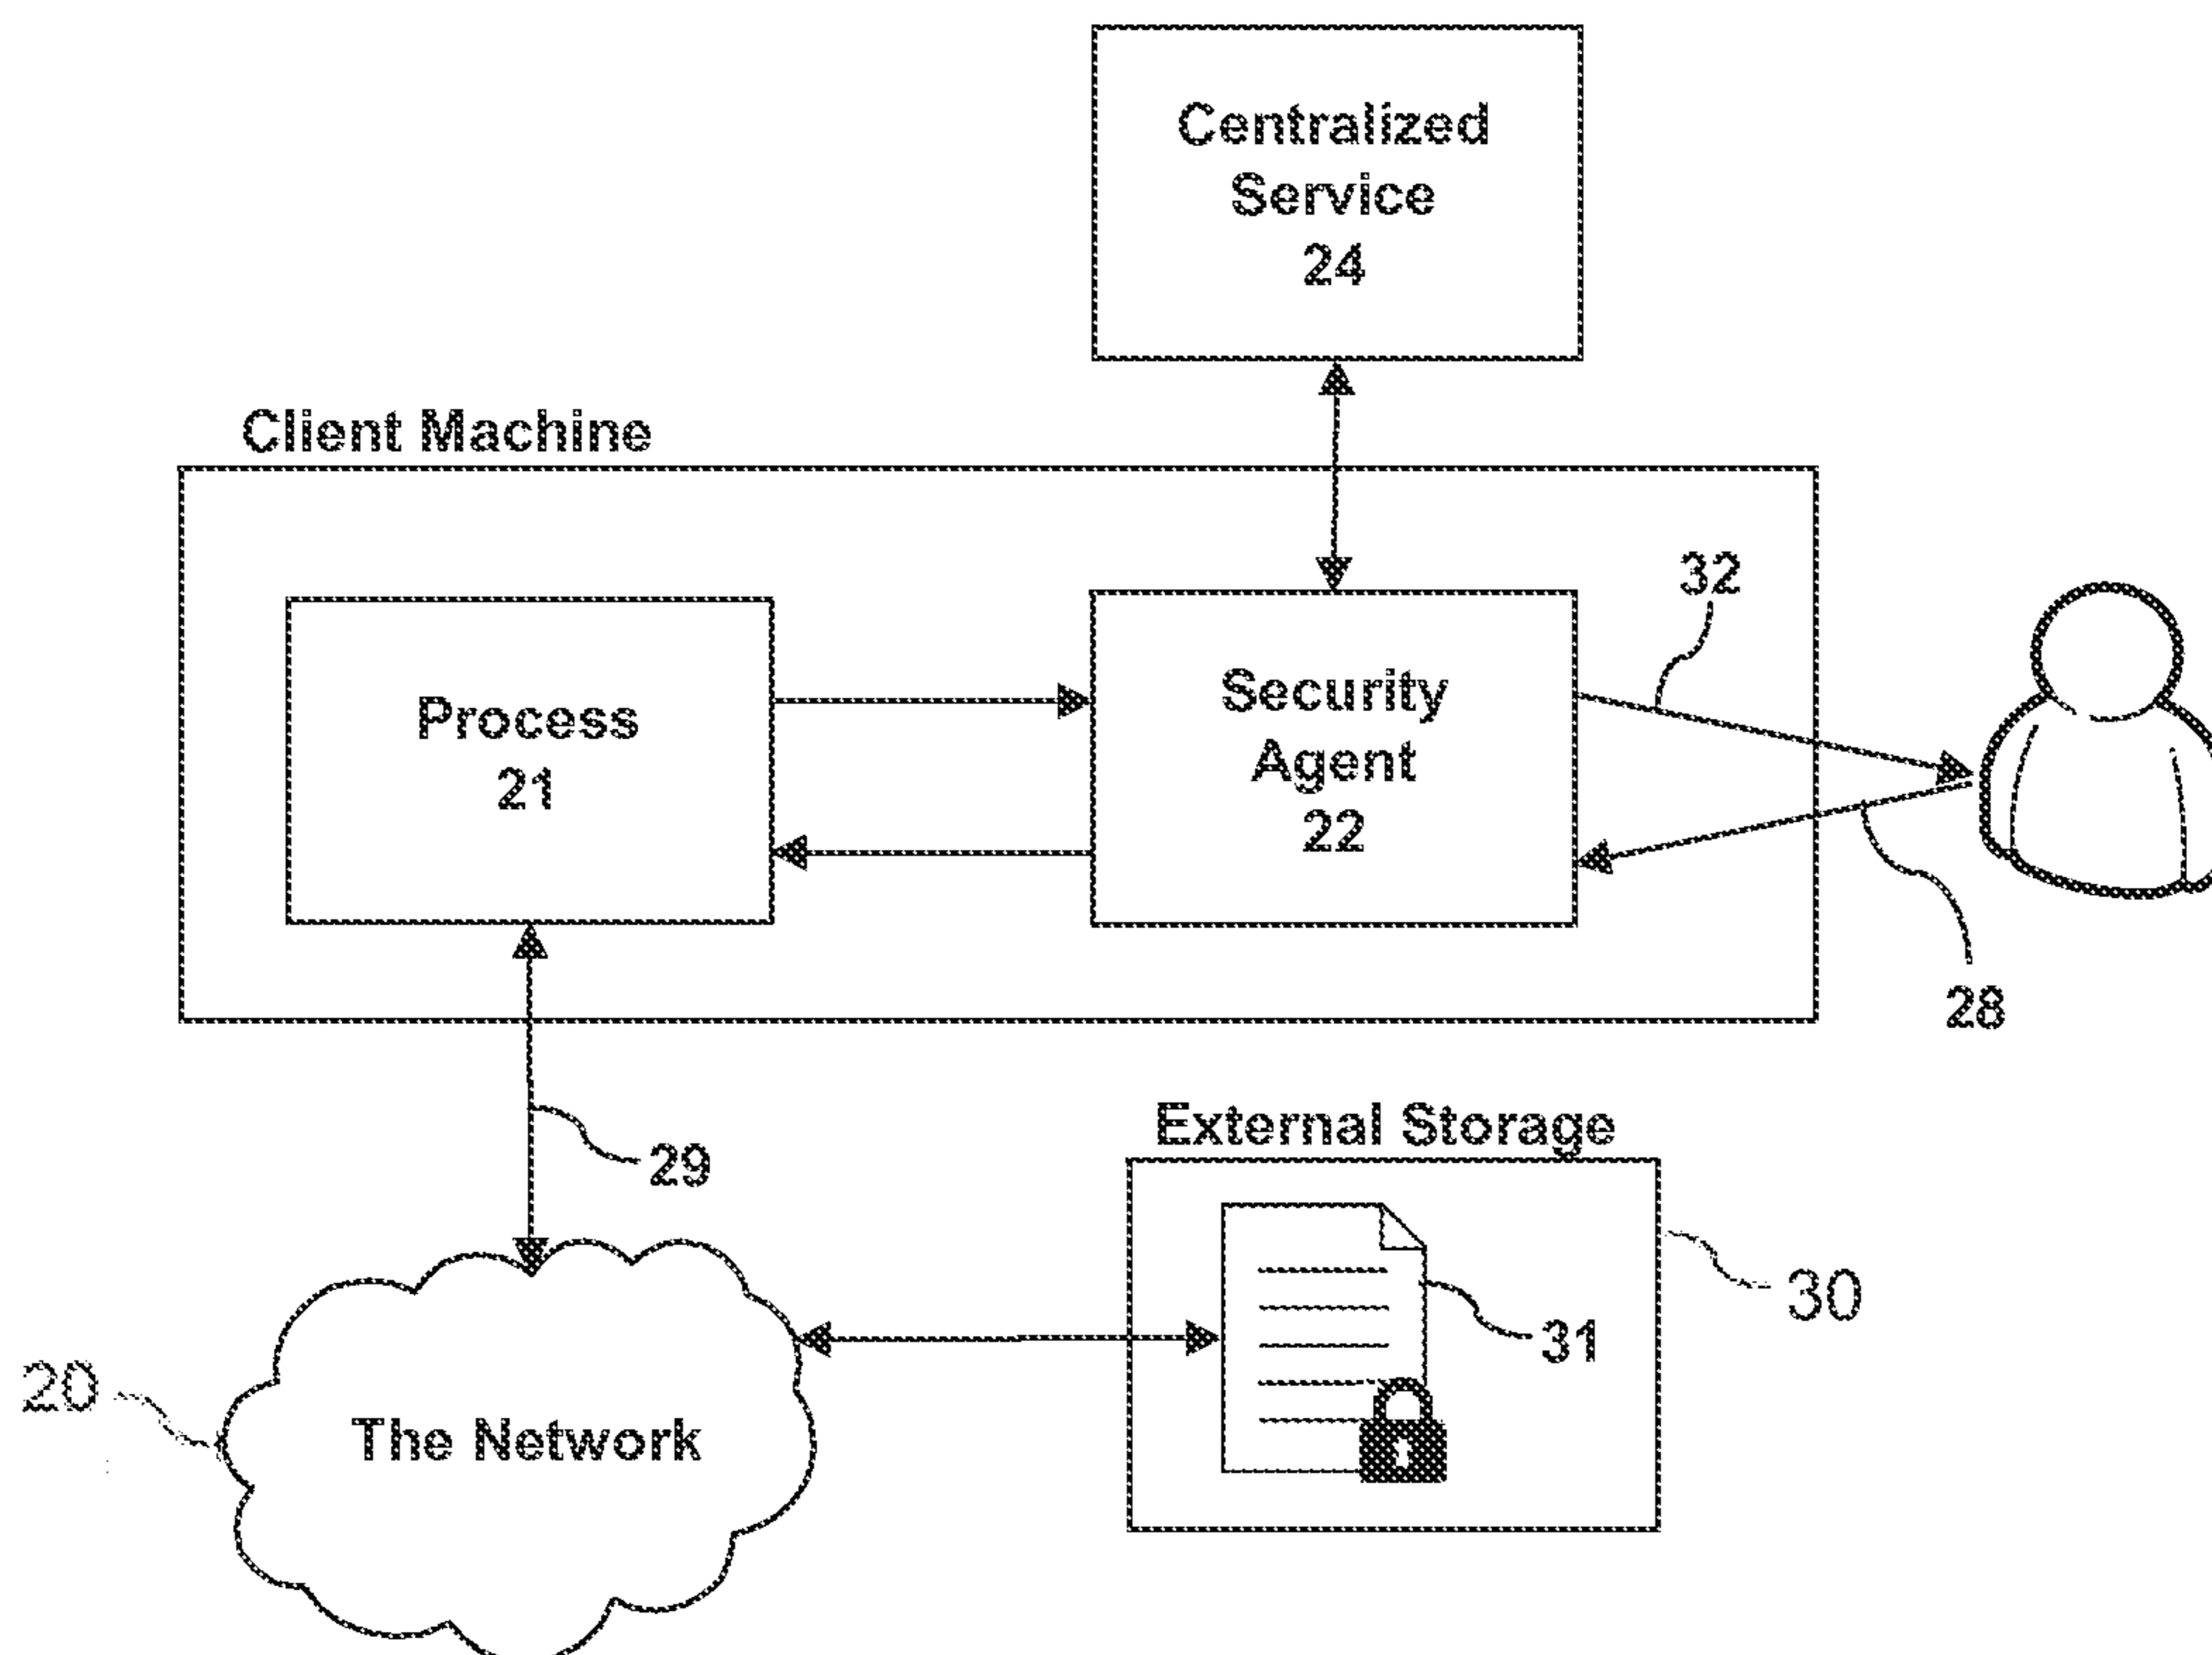 Centralized
Service
24
Client Machine
32
Process
21
Security
Agent
22
28
External Storage
29
30
31
20
The Network